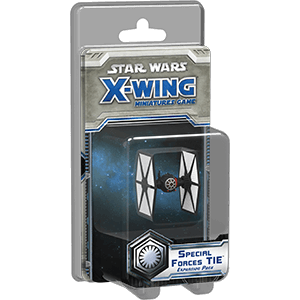 STAR WARS
X-WING
MINIATURES GAME
SPECIAL
FORCES TIE
EXPANSION PACK